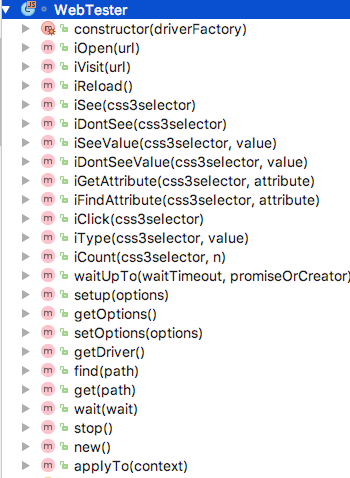 WebTester
constructor(driverFactory)
iOpen(url)
iVisit(url)
iReload()
iSee(css3selector)
iDontSee(css3selector)
iSeeValue(css3selector, value)
iDontSeeValue(css3selector, value)
iGetAttribute(css3selector, attribute)
iFindAttribute(css3selector, attribute)
iClick(css3selector)
iType(css3selector, value)
iCount(css3selector, n)
waitUpTo(waitTimeout, promiseOrCreator)
setup(options)
getOptions()
setOptions(options)
getDriver()
find(path)
get(path)
wait(wait)
stop()
new()
applyTo(context)